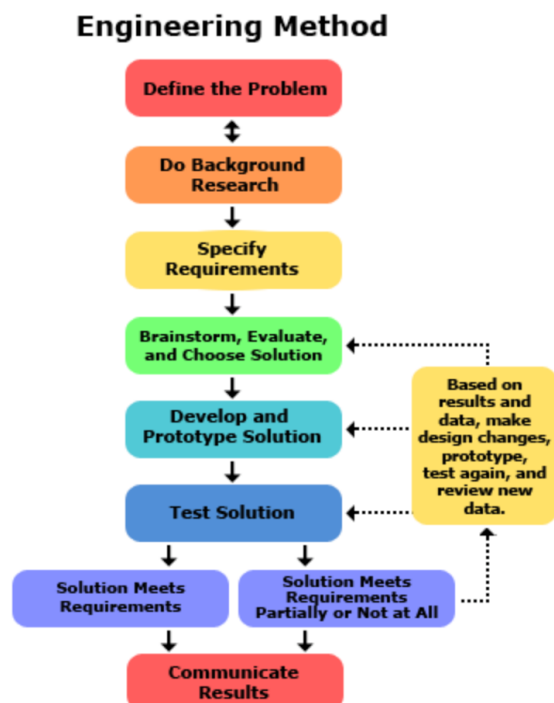 Engineering Method
Define the Problem
Do Background
Research
Specify
Requirements
Brainstorm, Evaluate,
and Choose Solution
Develop and
Prototype Solution
Test Solution
Based on
results and
data, make
design changes,
prototype,
test again, and
review new
data.
Solution Meets
Requirements
Solution Meets
Requirements
Partially or Not at All
Communicate
Results